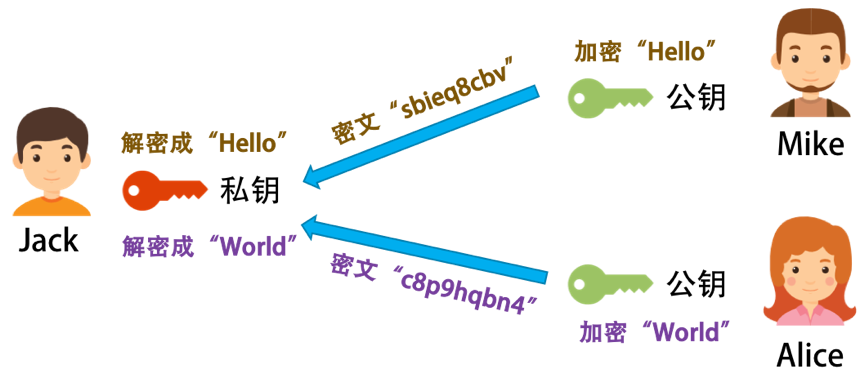 加密“Hello”
公钥
Mike
密文“sbieq8cbv”
解密成“Hello”
私钥
Jack
解密成“World”
密文“c8p9hqbn4”
公钥
加密“World”
Alice